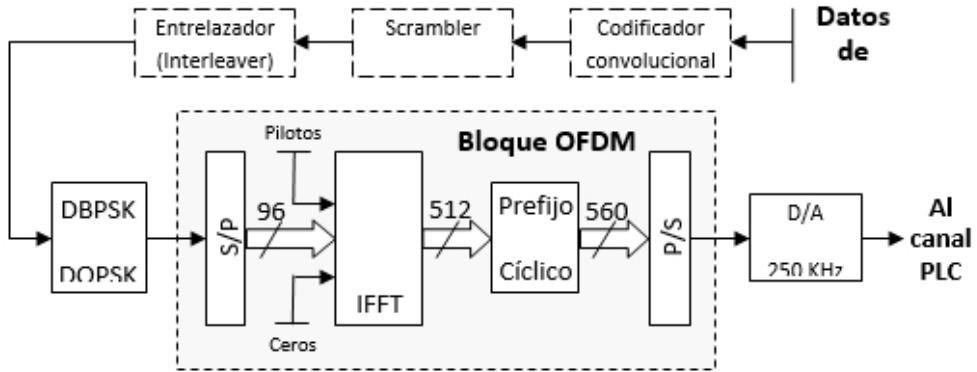 Entrelazador
(Interleaver)
Scrambler
Codificador
convolucional
Datos
de
Pilotos
Bloque OFDM
DBPSK
DQPSK
S/P
96
IFFT
512
Prefijo
Cíclico
560
P/S
D/A
250 KHz
Al
canal
PLC
Ceros